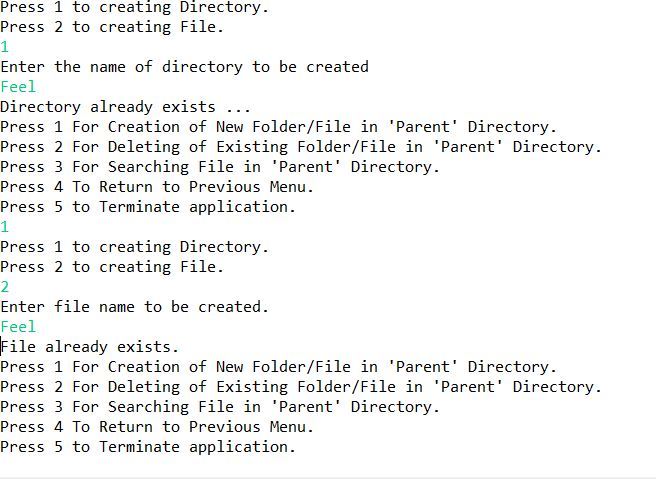 Press 1 to creating Directory.
Press 2 to creating File.
1
Enter the name of directory to be created
Feel
Directory already exists ...
Press 1 For Creation of New Folder/File in 'Parent' Directory.
Press 2 For Deleting of Existing Folder/File in 'Parent' Directory.
Press 3 For Searching File in 'Parent' Directory.
Press 4 To Return to Previous Menu.
Press 5 to Terminate application.
1
Press 1 to creating Directory.
Press 2 to creating File.
2
Enter file name to be created.
Feel
File already exists.
Press 1 For Creation of New Folder/File in 'Parent' Directory.
Press 2 For Deleting of Existing Folder/File in 'Parent' Directory.
Press 3 For Searching File in 'Parent' Directory.
Press 4 To Return to Previous Menu.
Press 5 to Terminate application.